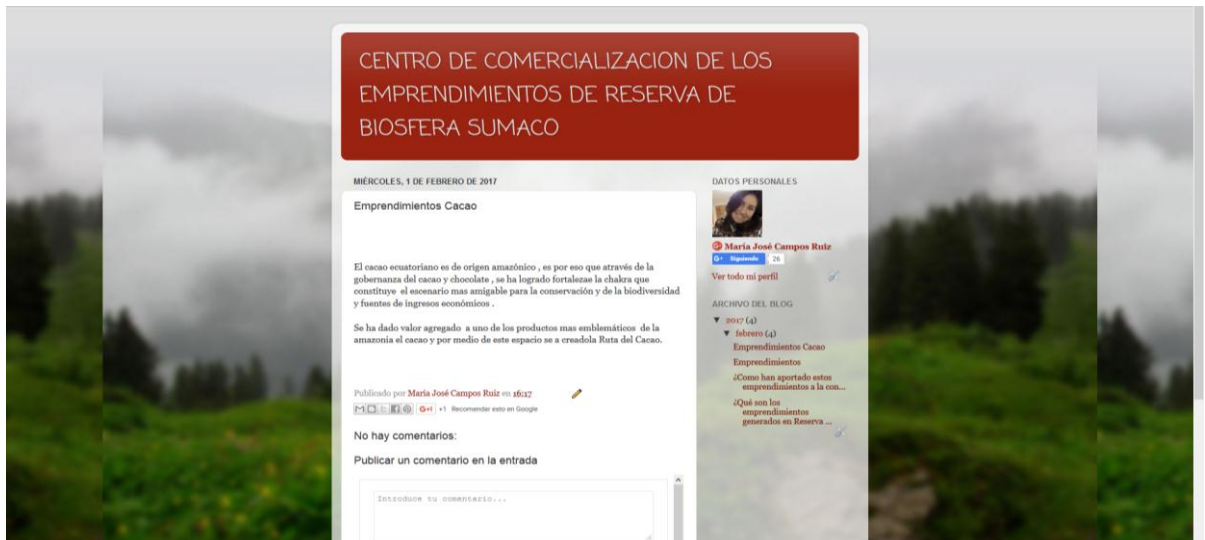 CENTRO DE COMERCIALIZACION DE LOS
EMPRENDIMIENTOS DE RESERVA DE
BIOSFERA SUMACO
MIÉRCOLES, 1 DE FEBRERO DE 2017
Emprendimientos Cacao
El cacao ecuatoriano es de origen amazónico , es por eso que através de la
gobernanza del cacao y chocolate , se ha logrado fortalezae la chakra que
constituye el escenario mas amigable para la conservación y de la biodiversidad
y fuentes de ingresos económicos .
Se ha dado valor agregado a uno de los productos mas emblemáticos de la
amazonia el cacao y por medio de este espacio se a creadola Ruta del Cacao.
Publicado por María José Campos Ruiz en 16:17
G+1 +1 Recomendar esto en Google
No hay comentarios:
Publicar un comentario en la entrada
Introduce tu comentario...
DATOS PERSONALES
María José Campos Ruiz
G+ Siguiendo 26
Ver todo mi perfil
ARCHIVO DEL BLOG
▼ 2017 (4)
▼ febrero (4)
Emprendimientos Cacao
Emprendimientos
¿Como han aportado estos
emprendimientos a la con...
¿Qué son los
emprendimientos
generados en Reserva ...